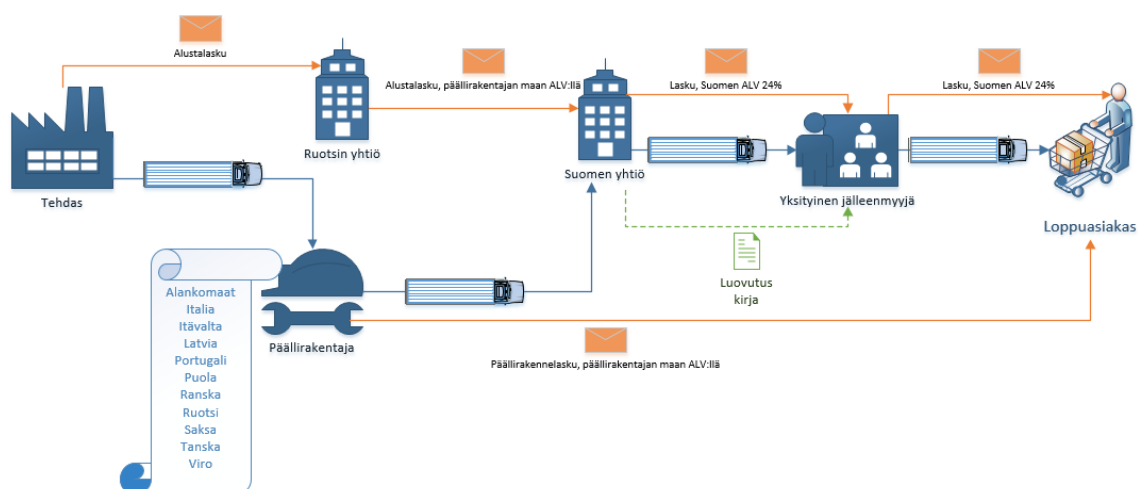 Alustalasku
Alustalasku, päällirakentajan maan ALV:llä
Lasku, Suomen ALV 24%
Lasku, Suomen ALV 24%
Ruotsin yhtiö
Suomen yhtiö
Tehdas
Yksityinen jälleenmyyjä
Loppuasiakas
Luovutus
kirja
Alankomaat
Italia
Itävalta
Latvia
Portugali
Puola
Ranska
Ruotsi
Saksa
Tanska
Viro
Päällirakentaja
Päällirakennelasku, päällirakentajan maan ALV:llä